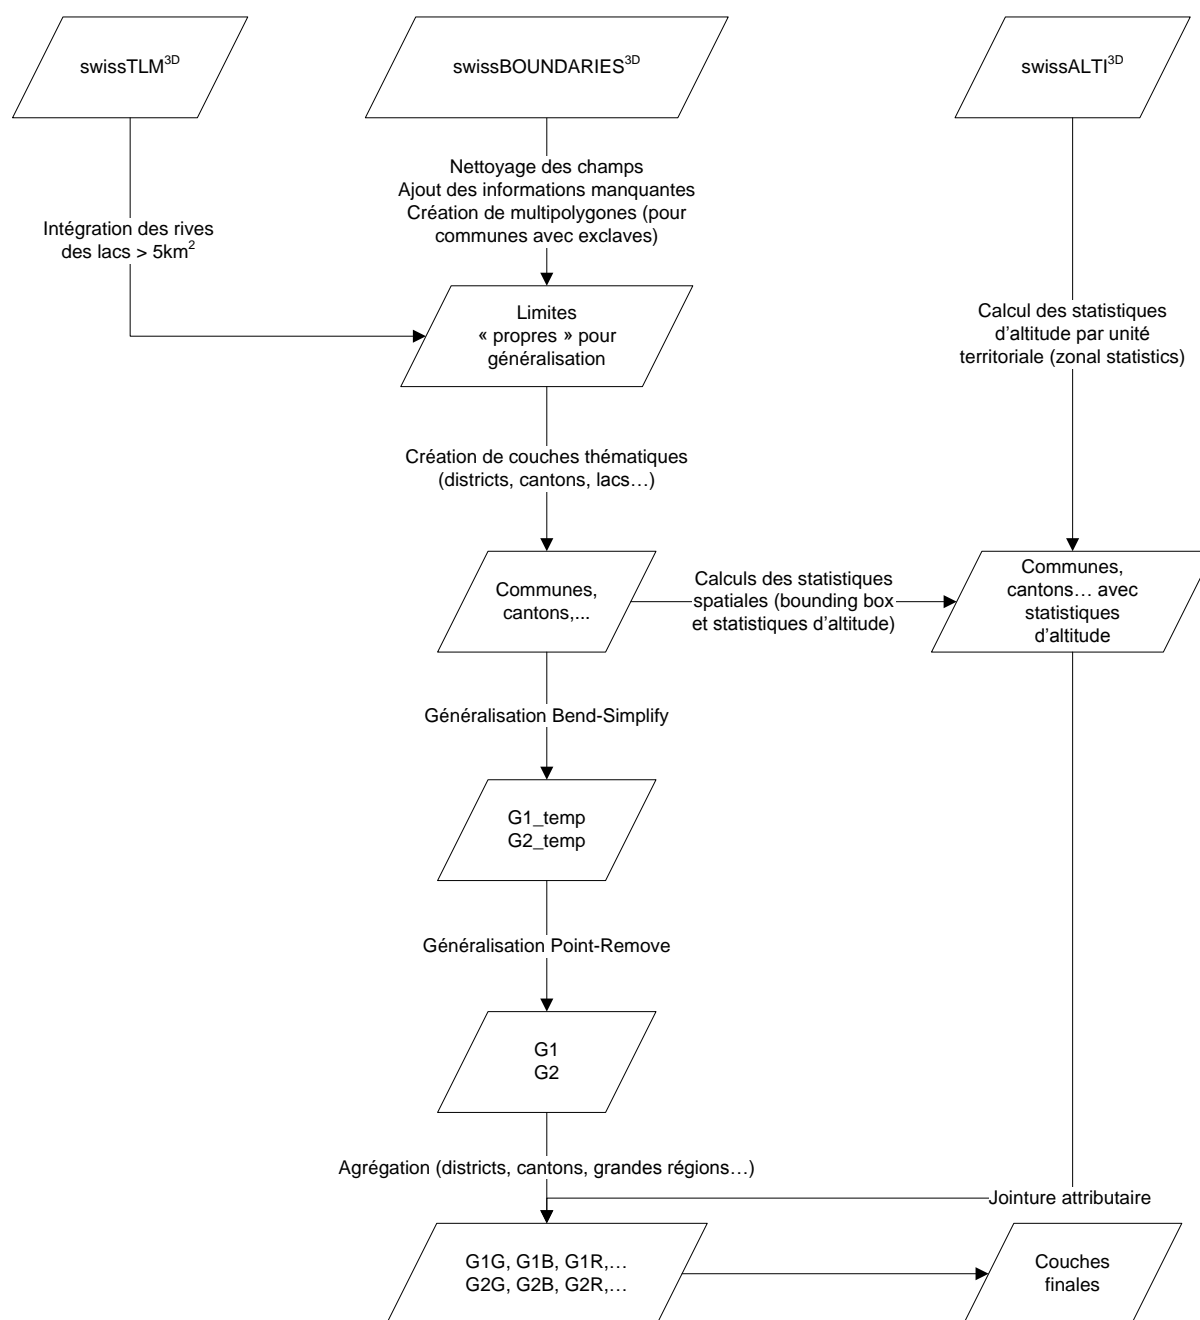 swissTLM3D
swissBOUNDARIES3D
swissALTI3D
Nettoyage des champs
Ajout des informations manquantes
Création de multipolygones (pour
communes avec exclaves)
Intégration des rives
des lacs > 5km2
Limites
« propres » pour
généralisation
Calcul des statistiques
d'altitude par unité
territoriale (zonal statistics)
Création de couches thématiques
(districts, cantons, lacs…)
Communes,
cantons,...
Calculs des statistiques
spatiales (bounding box
et statistiques d'altitude)
Communes,
cantons… avec
statistiques
d'altitude
Généralisation Bend-Simplify
G1_temp
G2_temp
Généralisation Point-Remove
G1
G2
Agrégation (districts, cantons, grandes régions…)
Jointure attributaire
G1G, G1B, G1R,…
G2G, G2B, G2R,…
Couches
finales